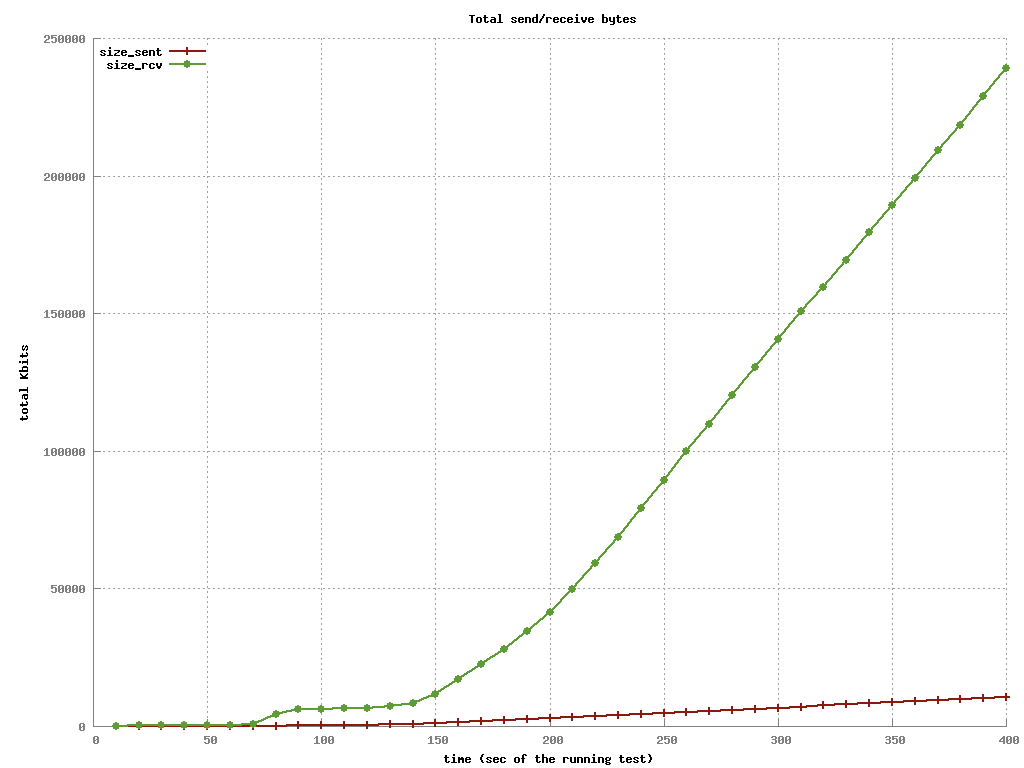 Total send/receive bytes
size_sent
size_rcv
250000
200000
150000
100000
50000
0
total Kbits
0 50 100 150 200 250 300 350 400
time (sec of the running test)